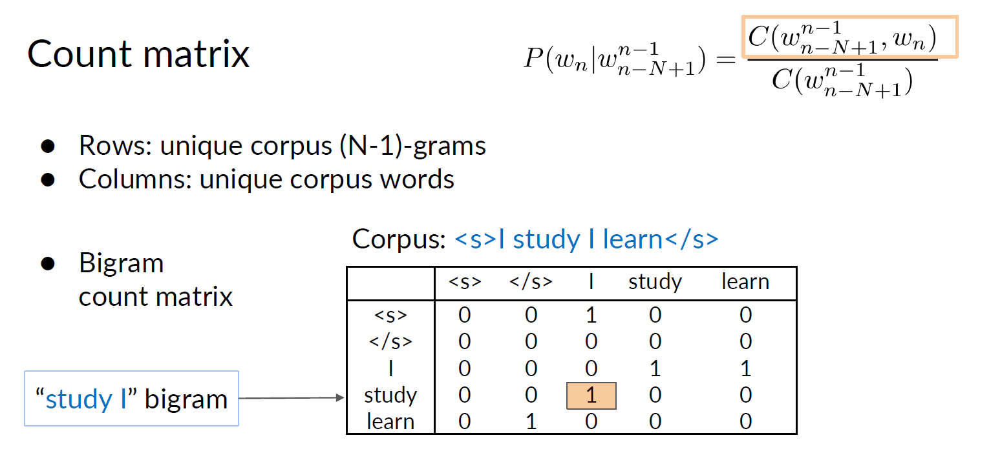 Count matrix
P(w_n|w_{n-N+1}^{n-1}) = \frac{C(w_{n-N+1}^{n-1}, w_n)}{C(w_{n-N+1}^{n-1})}
● Rows: unique corpus (N-1)-grams
● Columns: unique corpus words
● Bigram
count matrix
Corpus: <s>I study I learn</s>
<s> </s> I study learn
<s> 0 0 1 0 0
</s> 0 0 0 0 0
I 0 0 0 1 1
study 0 0 1 0 0
learn 0 1 0 0 0
“study I” bigram